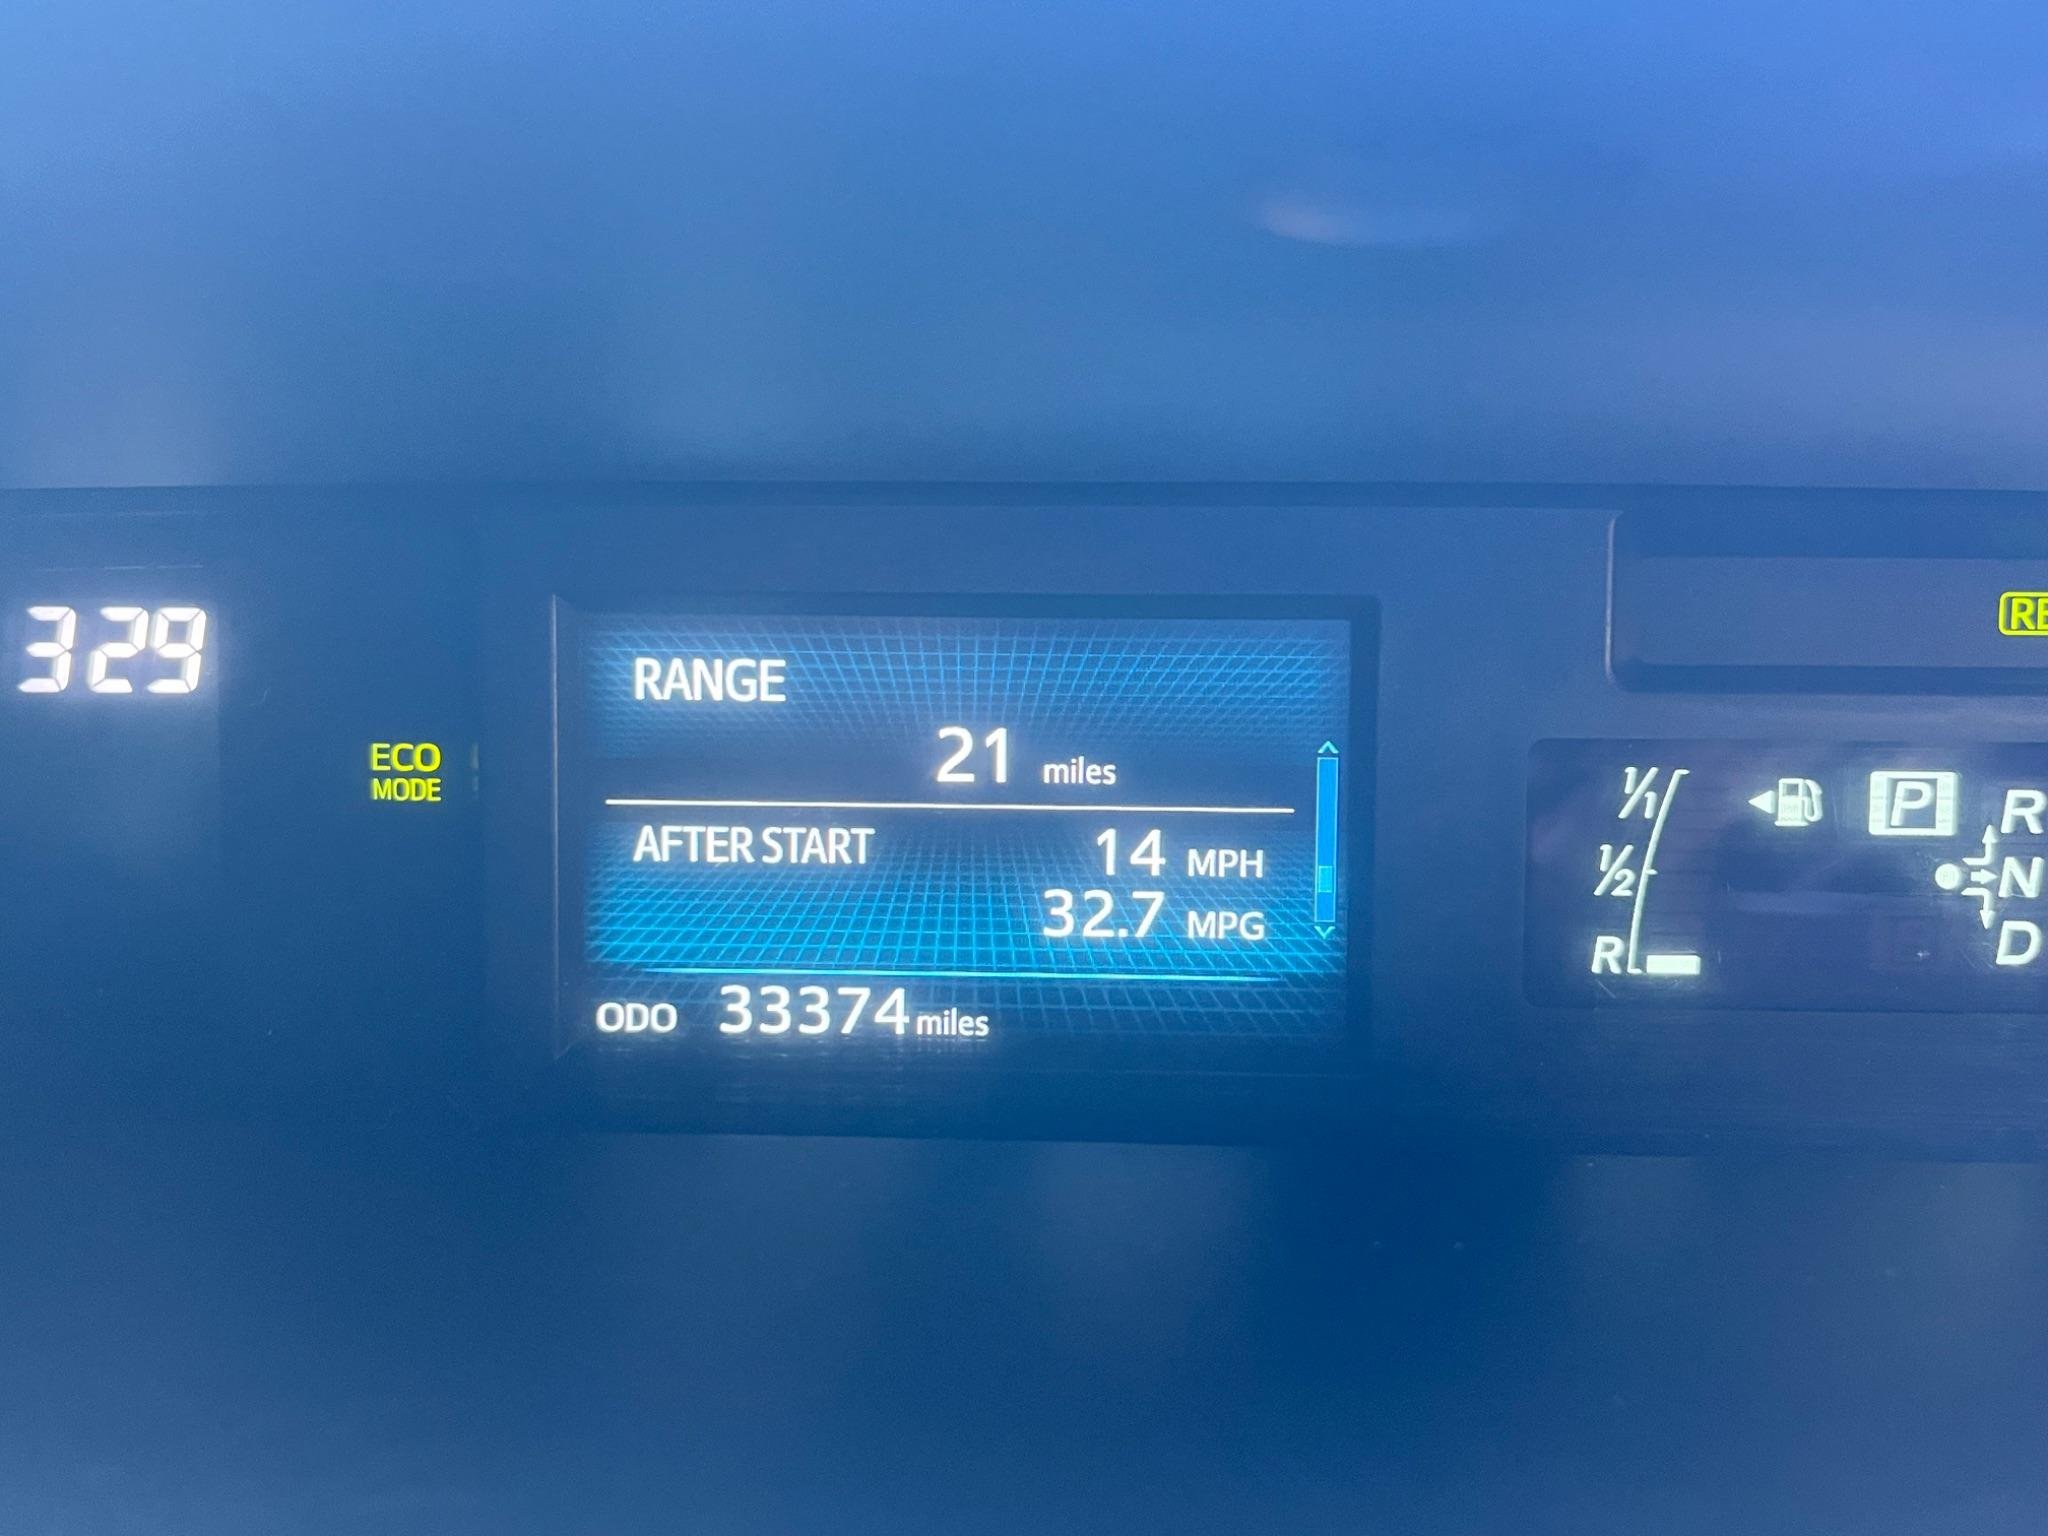 329
ECO
MODE
RANGE
21 miles
AFTER START 14 MPH
32.7 MPG
ODO 33374 miles
1/1
1/2
R
P
R
N
D